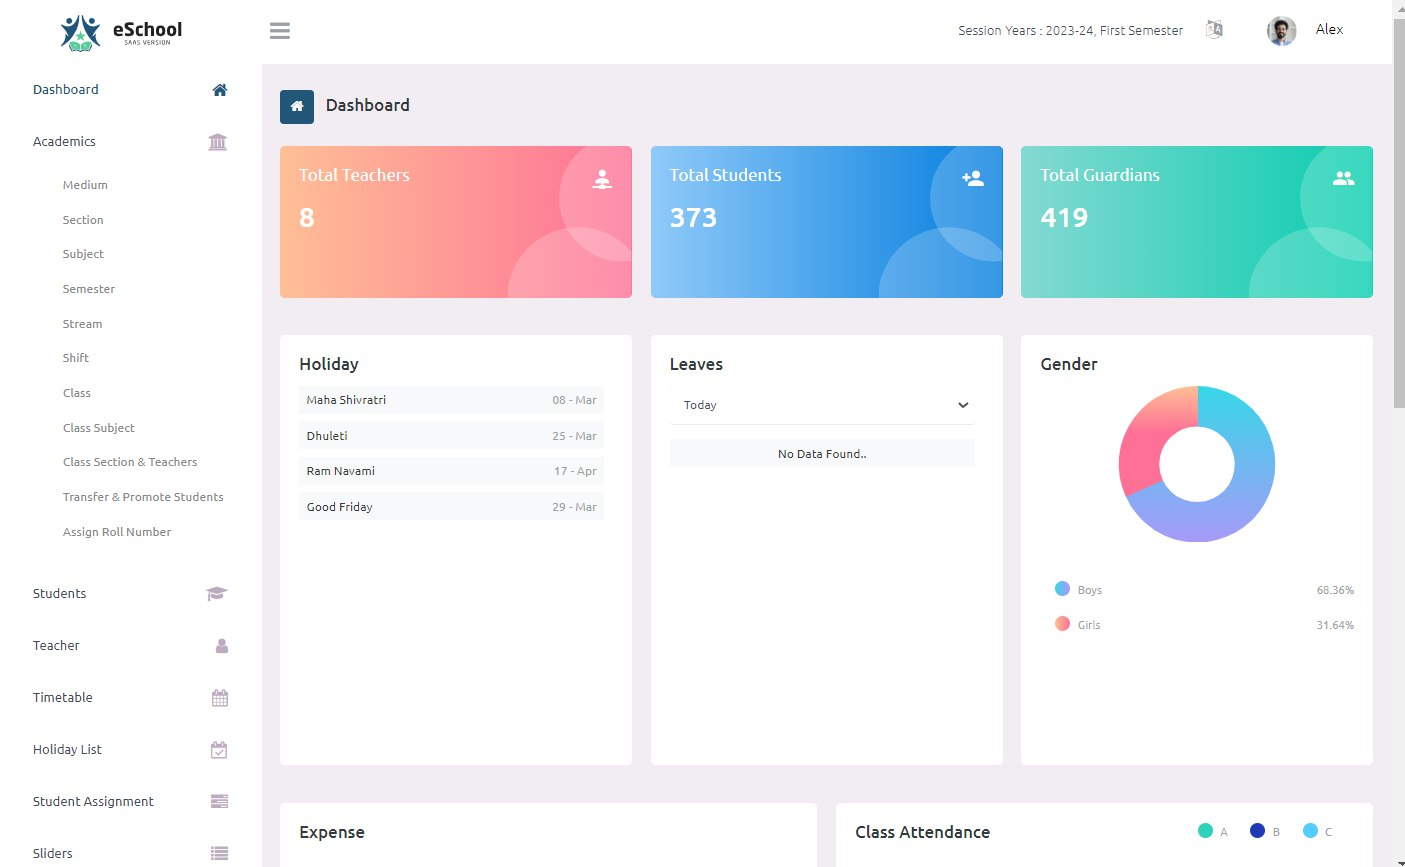 eSchool
SAAS VERSION
Session Years : 2023-24, First Semester
Alex
Dashboard
Academics
Medium
Section
Subject
Semester
Stream
Shift
Class
Class Subject
Class Section & Teachers
Transfer & Promote Students
Assign Roll Number
Students
Teacher
Timetable
Holiday List
Student Assignment
Sliders
Dashboard
Total Teachers
8
Total Students
373
Total Guardians
419
Holiday
Maha Shivratri 08 - Mar
Dhuleti 25 - Mar
Ram Navami 17 - Apr
Good Friday 29 - Mar
Leaves
Today
No Data Found..
Gender
Boys 68.36%
Girls 31.64%
Expense
Class Attendance
A B C